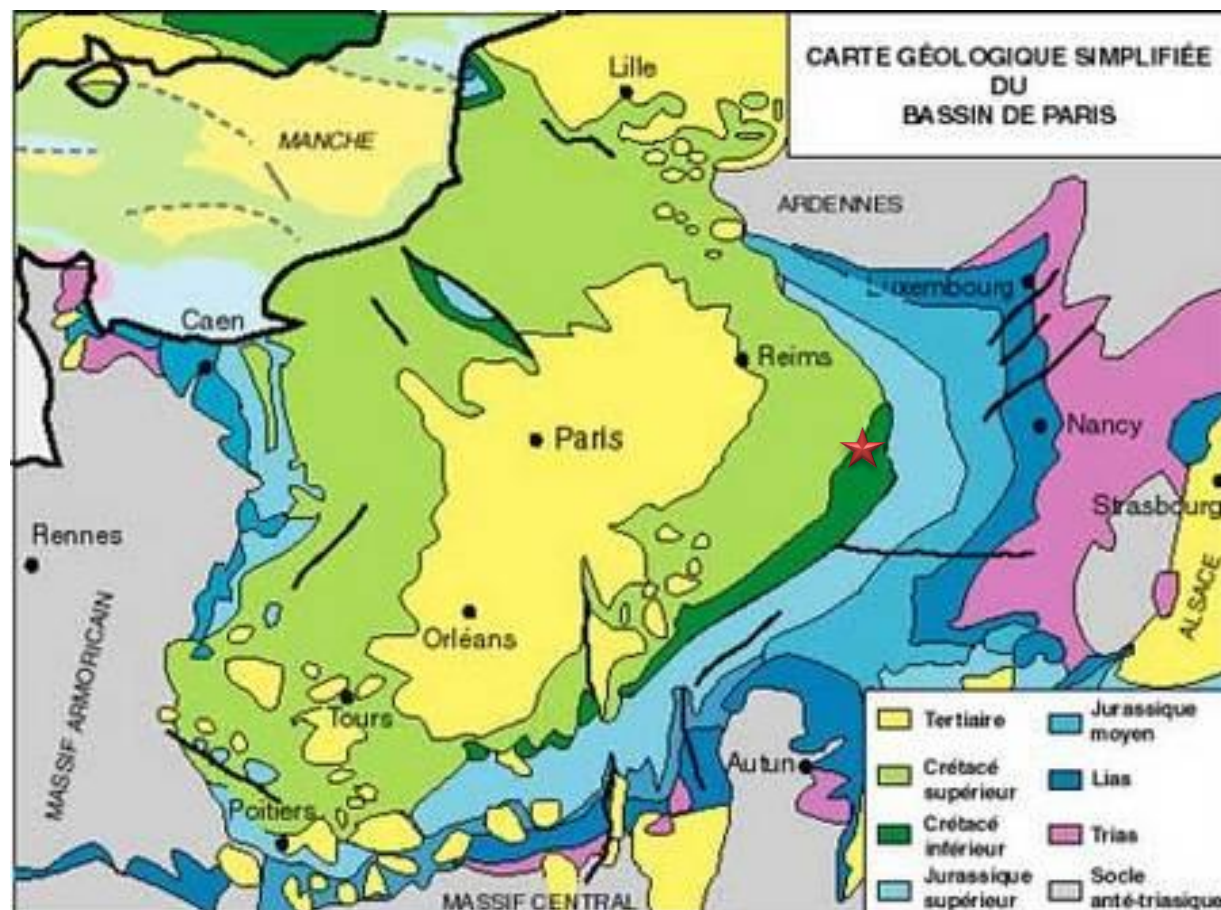 CARTE GÉOLOGIQUE SIMPLIFIÉE
DU
BASSIN DE PARIS
Lille
MANCHE
ARDENNES
Luxembourg
Caen
Reims
Paris
Nancy
Strasbourg
Rennes
ALSACE
Orléans
MASSIF ARMORICAIN
Tours
Autun
Poitiers
MASSIF CENTRAL
Tertiaire
Crétacé
supérieur
Crétacé
inférieur
Jurassique
supérieur
Jurassique
moyen
Lias
Trias
Socle
anté-triasique